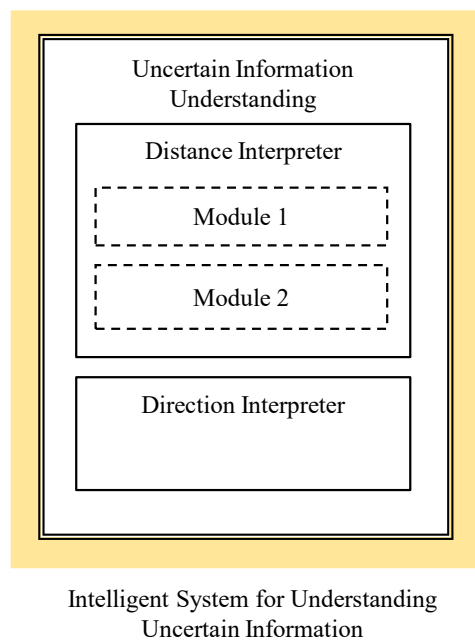 Uncertain Information
Understanding
Distance Interpreter
Module 1
Module 2
Direction Interpreter
Intelligent System for Understanding
Uncertain Information